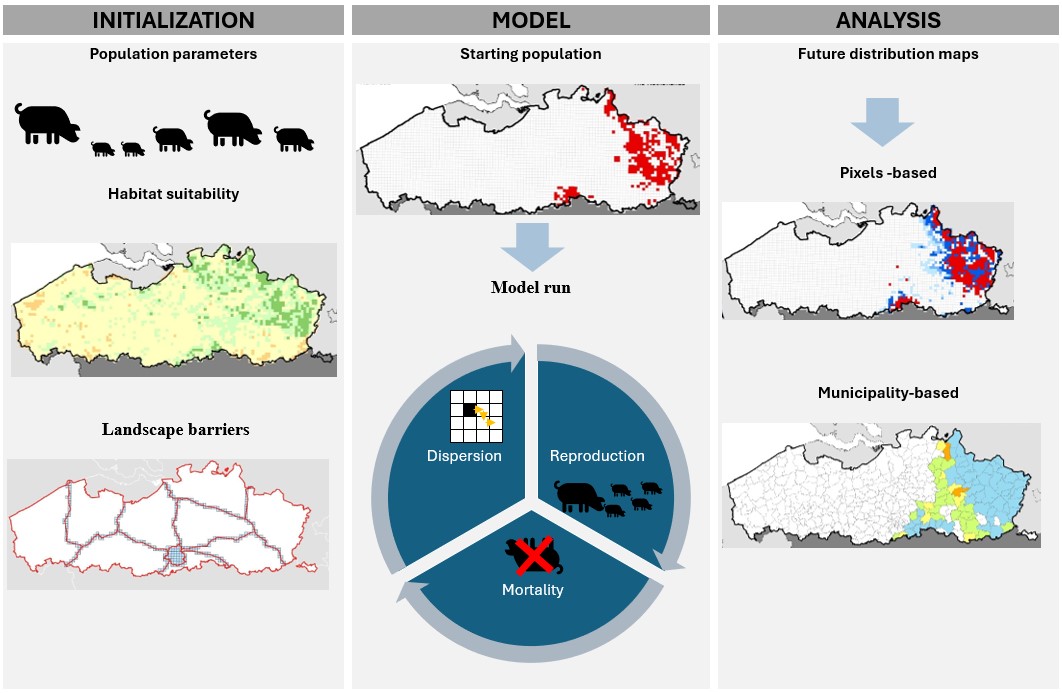 INITIALIZATION
Population parameters
Habitat suitability
Landscape barriers
MODEL
Starting population
Model run
Dispersion
Reproduction
Mortality
ANALYSIS
Future distribution maps
Pixels -based
Municipality-based